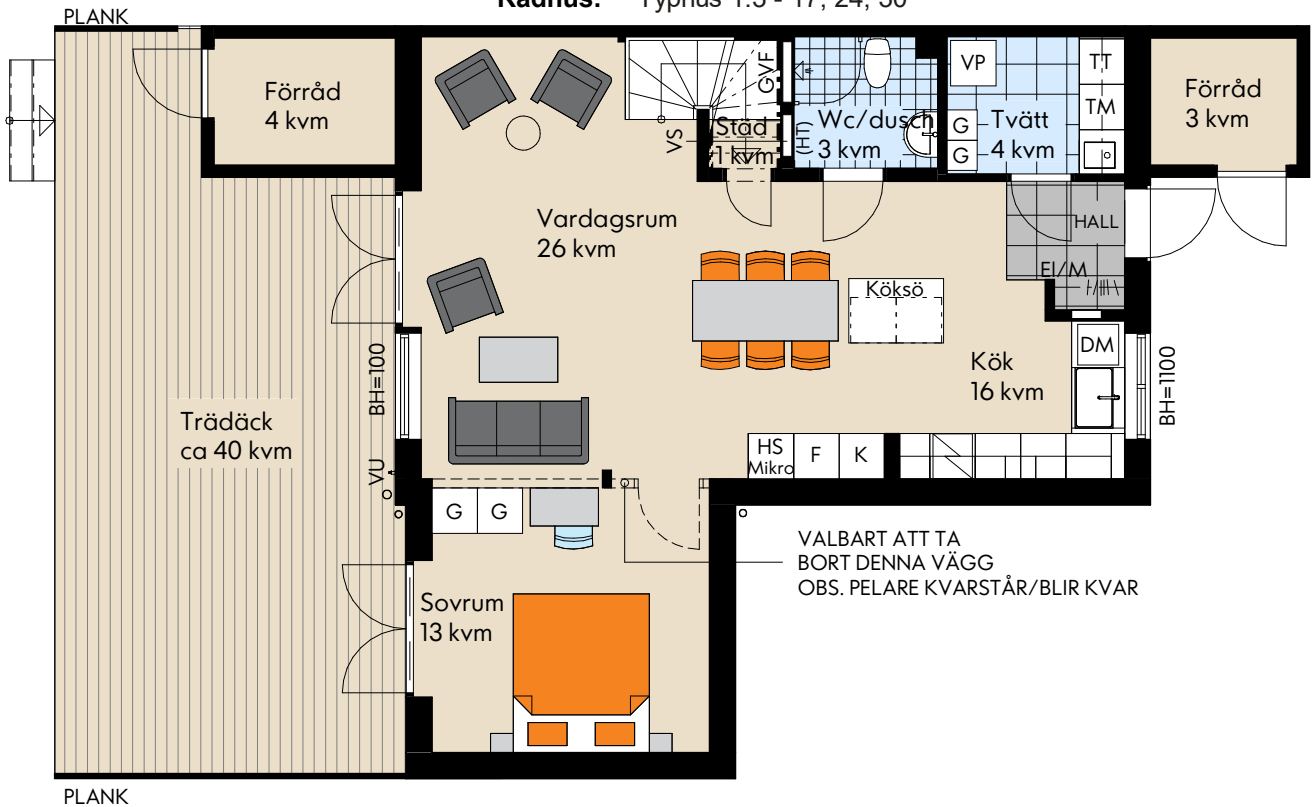 Radhus: Typhus 1:3 - 17, 24, 30
PLANK
Förråd
4 kvm
GVF
VS
Städ
1 kvm
(HT)
Wc/dusch
3 kvm
VP
G
G
Tvätt
4 kvm
TT
TM
Förråd
3 kvm
HALL
El/M
Vardagsrum
26 kvm
Köksö
DM
Kök
16 kvm
BH=1100
BH=100
Trädäck
ca 40 kvm
VU
HS
Mikro
F
K
G
G
VALBART ATT TA
BORT DENNA VÄGG
OBS. PELARE KVARSTÅR/BLIR KVAR
Sovrum
13 kvm
PLANK